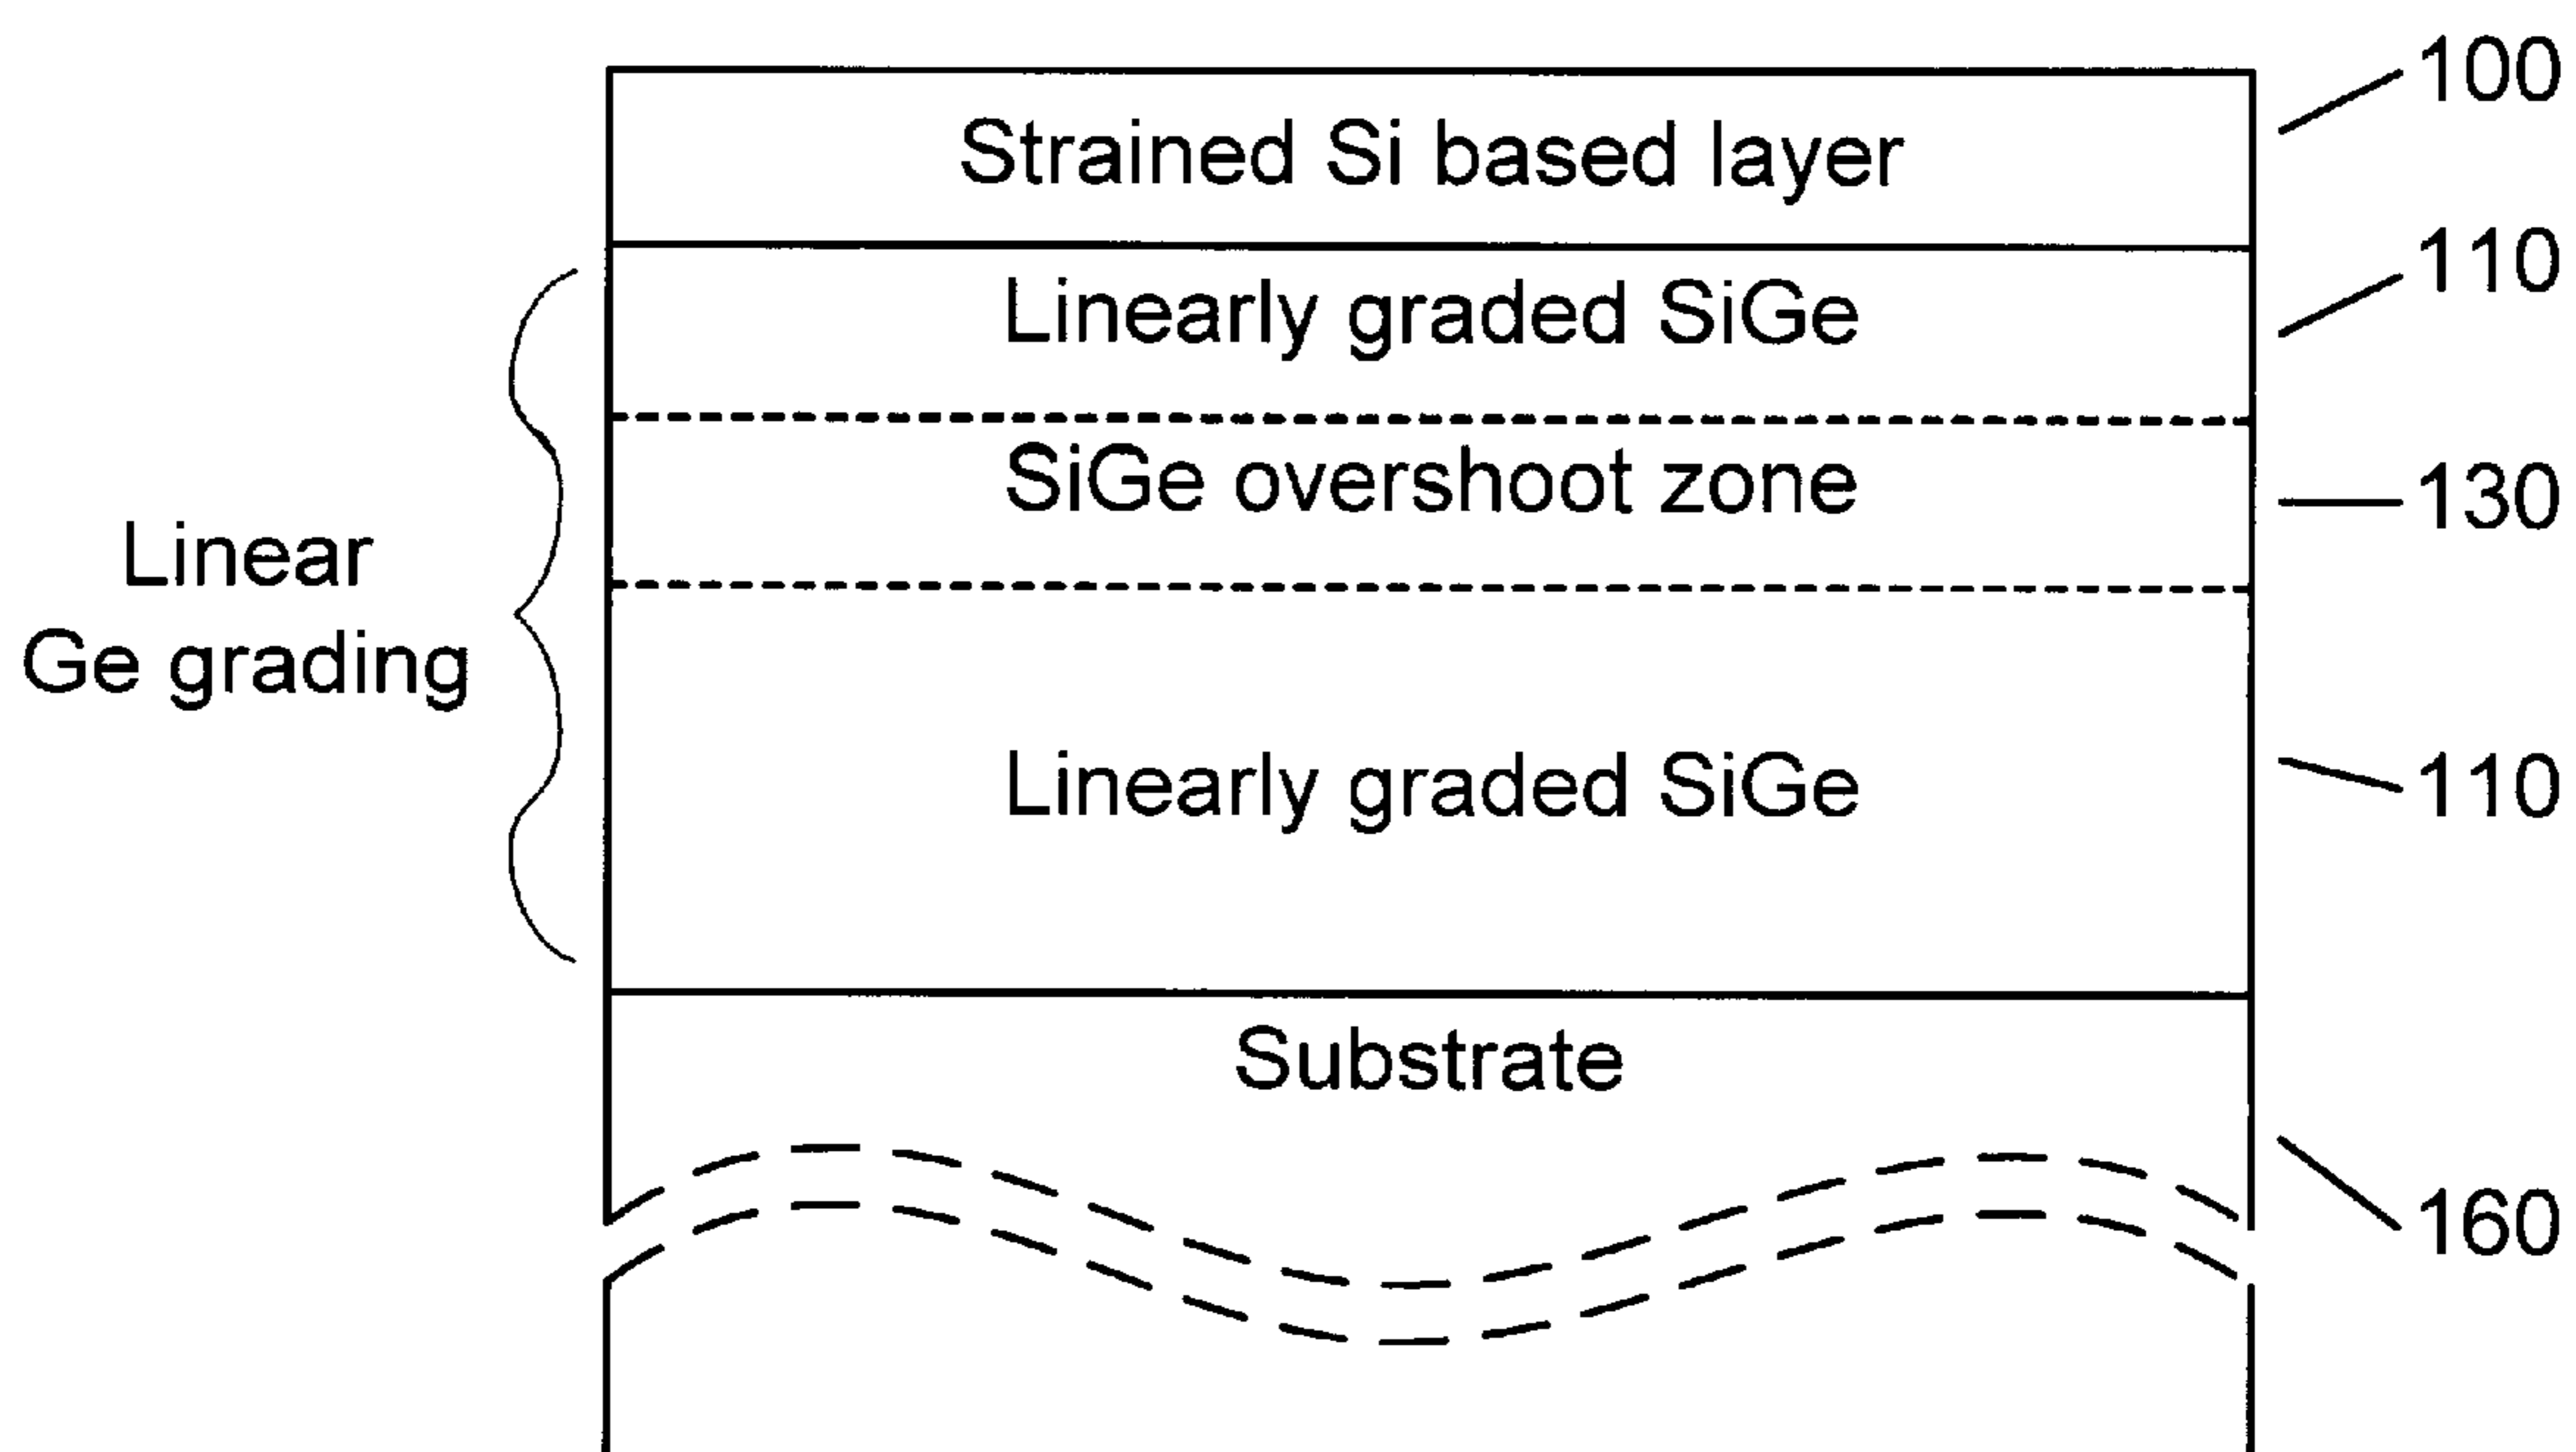 100
Strained Si based layer
110
Linearly graded SiGe
SiGe overshoot zone
130
Linear
Ge grading
Linearly graded SiGe
110
Substrate
160